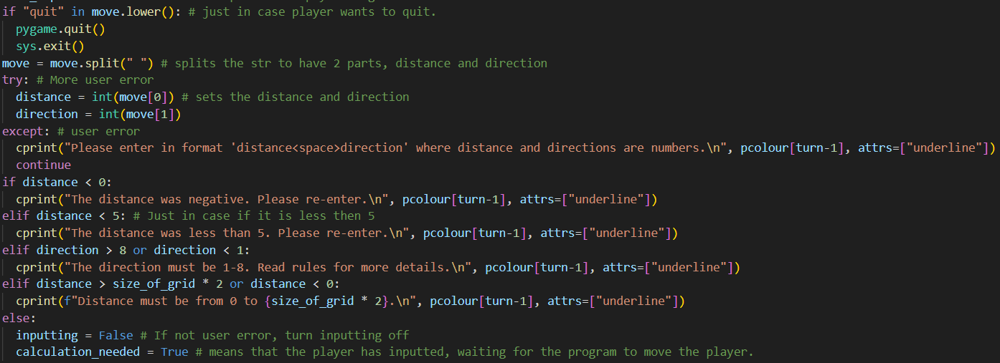 if "quit" in move.lower(): # just in case player wants to quit.
  pygame.quit()
  sys.exit()
move = move.split(" ") # splits the str to have 2 parts, distance and direction
try: # More user error
  distance = int(move[0]) # sets the distance and direction
  direction = int(move[1])
except: # user error
  cprint("Please enter in format 'distance<space>direction' where distance and directions are numbers.\n", pcolour[turn-1], attrs=["underline"])
  continue
if distance < 0:
  cprint("The distance was negative. Please re-enter.\n", pcolour[turn-1], attrs=["underline"])
elif distance < 5: # Just in case if it is less then 5
  cprint("The distance was less than 5. Please re-enter.\n", pcolour[turn-1], attrs=["underline"])
elif direction > 8 or direction < 1:
  cprint("The direction must be 1-8. Read rules for more details.\n", pcolour[turn-1], attrs=["underline"])
elif distance > size_of_grid * 2 or distance < 0:
  cprint(f"Distance must be from 0 to {size_of_grid * 2}.\n", pcolour[turn-1], attrs=["underline"])
else:
  inputting = False # If not user error, turn inputting off
  calculation_needed = True # means that the player has inputted, waiting for the program to move the player.